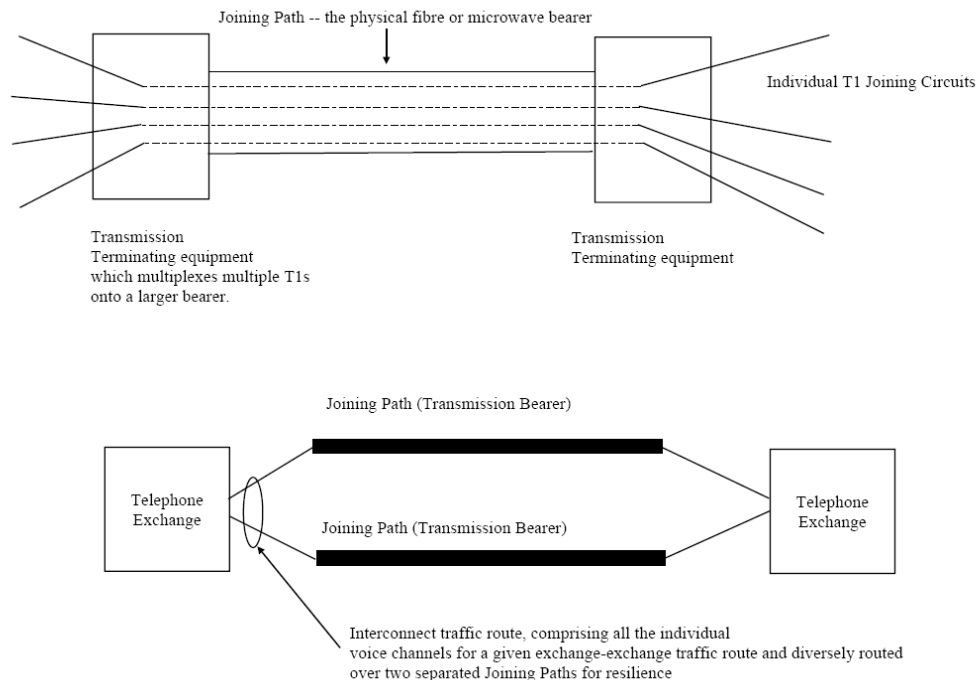 Joining Path -- the physical fibre or microwave bearer
Individual T1 Joining Circuits
Transmission
Terminating equipment
which multiplexes multiple T1s
onto a larger bearer.
Transmission
Terminating equipment
Joining Path (Transmission Bearer)
Telephone
Exchange
Telephone
Exchange
Joining Path (Transmission Bearer)
Interconnect traffic route, comprising all the individual
voice channels for a given exchange-exchange traffic route and diversely routed
over two separated Joining Paths for resilience